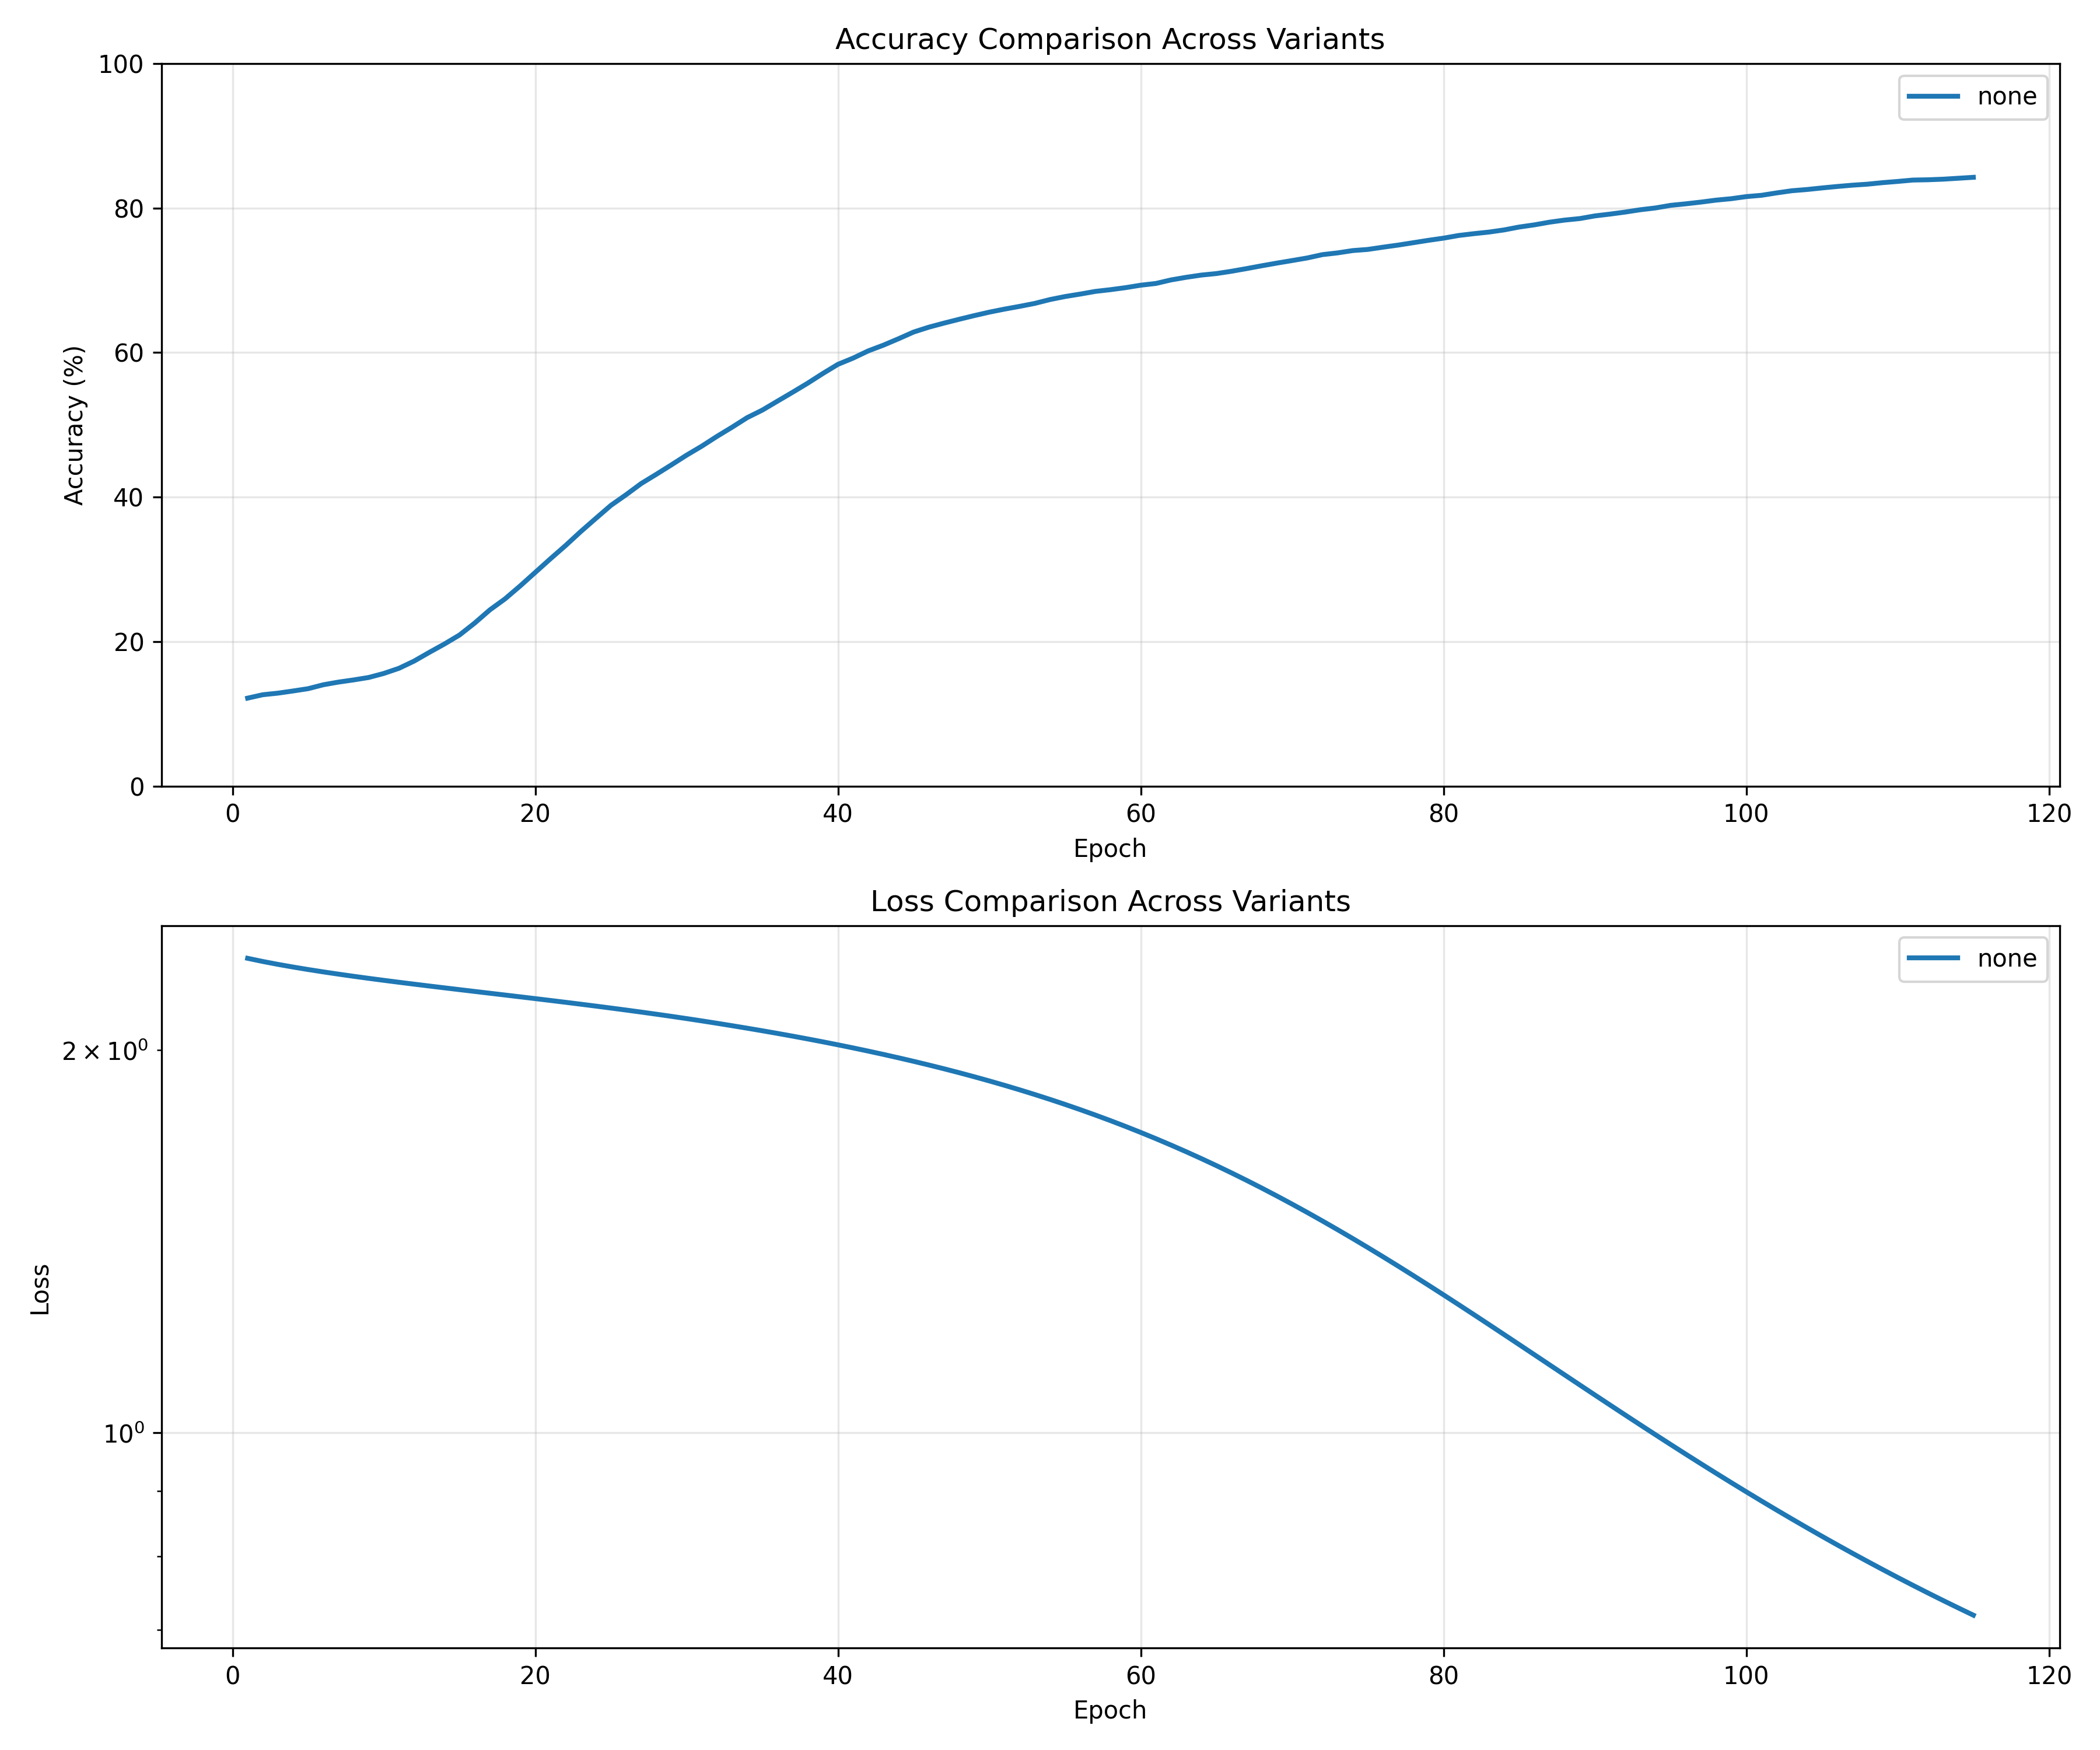 Accuracy Comparison Across Variants
100
80
60
40
20
0
Accuracy (%)
none
0 20 40 60 80 100 120
Epoch
Loss Comparison Across Variants
2 × 10⁰
10⁰
Loss
none
0 20 40 60 80 100 120
Epoch